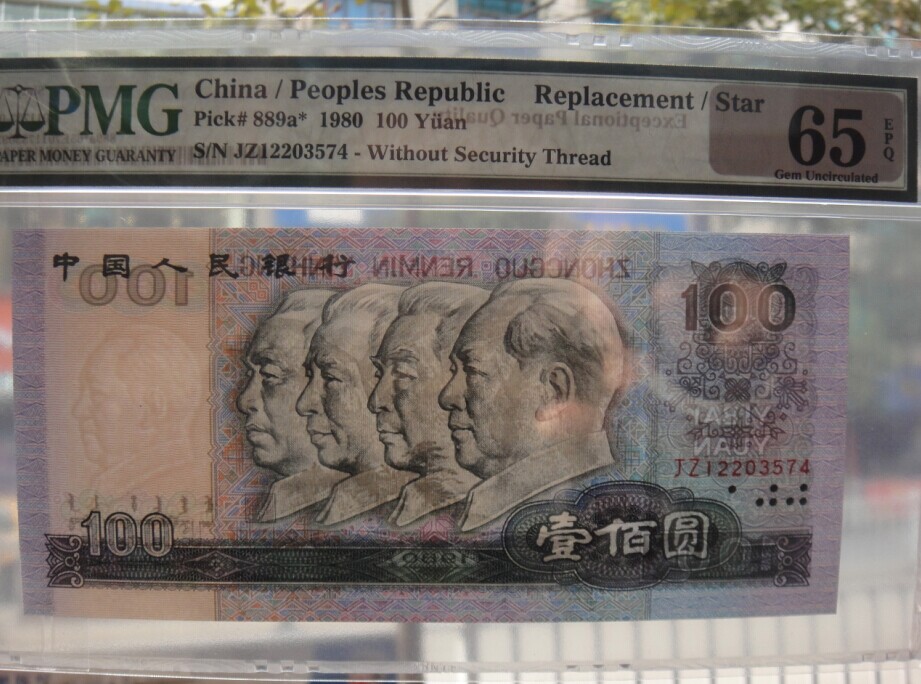 PMG
PAPER MONEY GUARANTY
China / Peoples Republic Replacement / Star
Pick# 889a* 1980 100 Yüan
S/N JZ12203574 - Without Security Thread
65
EPQ
Gem Uncirculated
Exceptional Paper Quality
中国人民银行
ZHONGGUO RENMIN YINHANG
100
100
YIBAI
YUAN
JZ12203574
100
壹佰圆